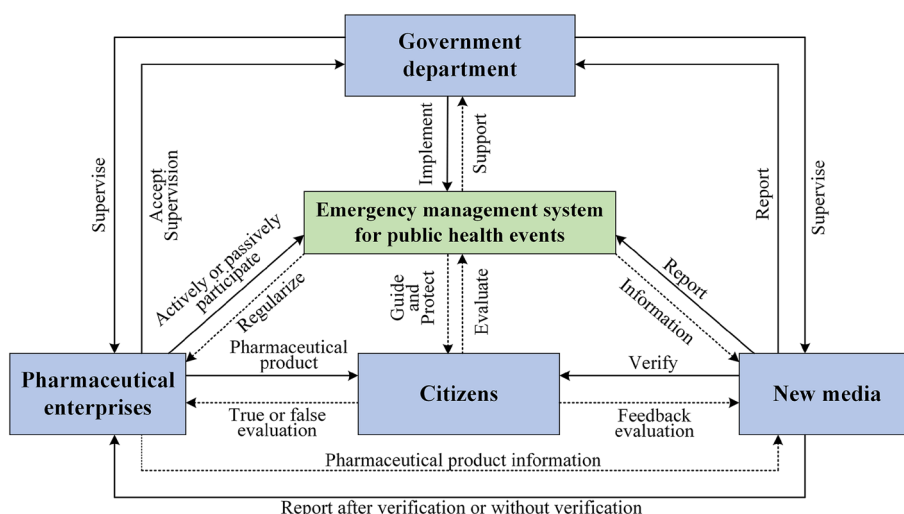 Government
department
Supervise
Accept
Supervision
Implement
Support
Report
Supervise
Emergency management system
for public health events
Actively or passively
participate
Regularize
Guide
and
Protect
Evaluate
Report
Information
Pharmaceutical
enterprises
Pharmaceutical
product
Citizens
Verify
New media
True or false
evaluation
Feedback
evaluation
Pharmaceutical product information
Report after verification or without verification